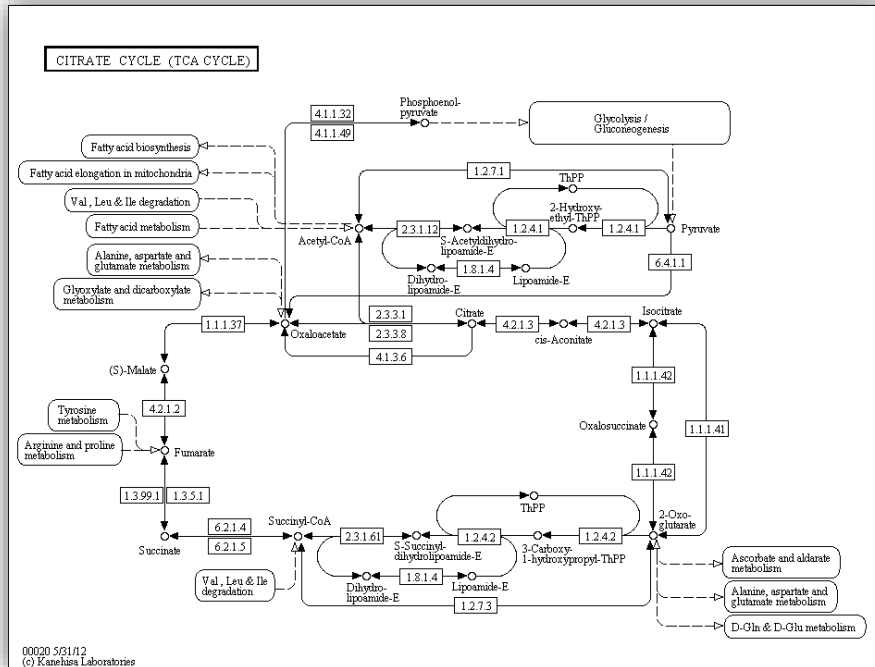 CITRATE CYCLE (TCA CYCLE)
Phosphoenol-
pyruvate
4.1.1.32
4.1.1.49
Glycolysis /
Gluconeogenesis
Fatty acid biosynthesis
Fatty acid elongation in mitochondria
Val, Leu & Ile degradation
Fatty acid metabolism
Alanine, aspartate and
glutamate metabolism
Glyoxylate and dicarboxylate
metabolism
1.2.7.1
ThPP
2-Hydroxy-
ethyl-ThPP
Acetyl-CoA
2.3.1.12
S-Acetyldihydro-
lipoamide-E
1.2.4.1
1.2.4.1
Pyruvate
Dihydro-
lipoamide-E
1.8.1.4
Lipoamide-E
6.4.1.1
1.1.1.37
Oxaloacetate
2.3.3.1
2.3.3.8
4.1.3.6
Citrate
4.2.1.3
cis-Aconitate
4.2.1.3
Isocitrate
(S)-Malate
1.1.1.42
4.2.1.2
Tyrosine
metabolism
Arginine and proline
metabolism
Fumarate
Oxalosuccinate
1.1.1.41
1.1.1.42
1.3.99.1
1.3.5.1
ThPP
2-Oxo-
glutarate
Succinate
6.2.1.4
6.2.1.5
Succinyl-CoA
2.3.1.61
S-Succinyl-
dihydrolipoamide-E
1.2.4.2
3-Carboxy-
1-hydroxypropyl-ThPP
1.2.4.2
Val, Leu & Ile
degradation
Dihydro-
lipoamide-E
1.8.1.4
Lipoamide-E
1.2.7.3
Ascorbate and aldarate
metabolism
Alanine, aspartate and
glutamate metabolism
D-Gln & D-Glu metabolism
00020 5/31/12
(c) Kanehisa Laboratories